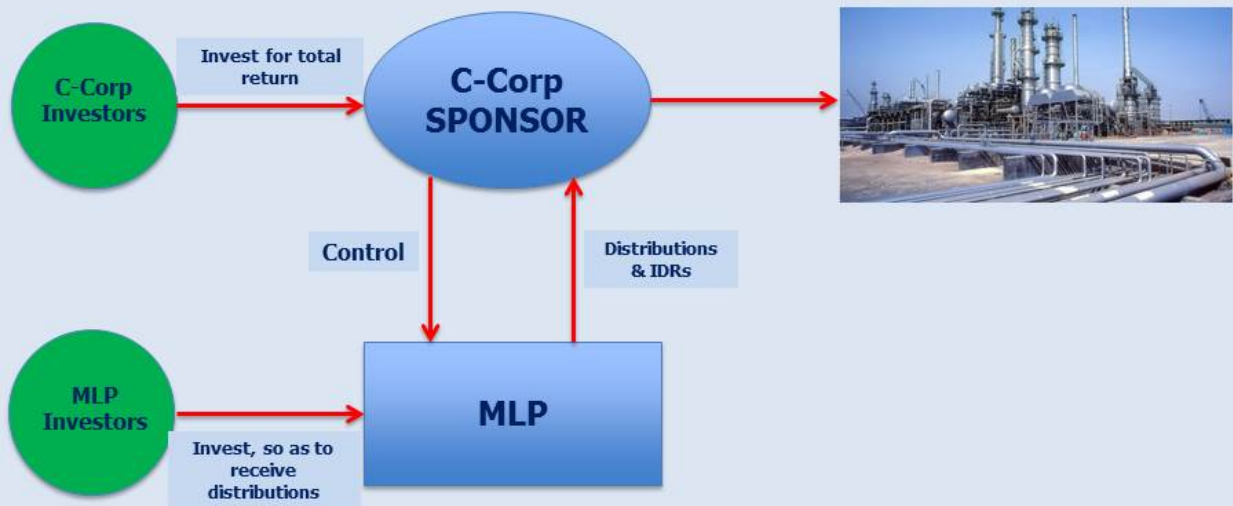 C-Corp
Investors
Invest for total
return
C-Corp
SPONSOR
Control
Distributions
& IDRs
MLP
Investors
Invest, so as to
receive
distributions
MLP